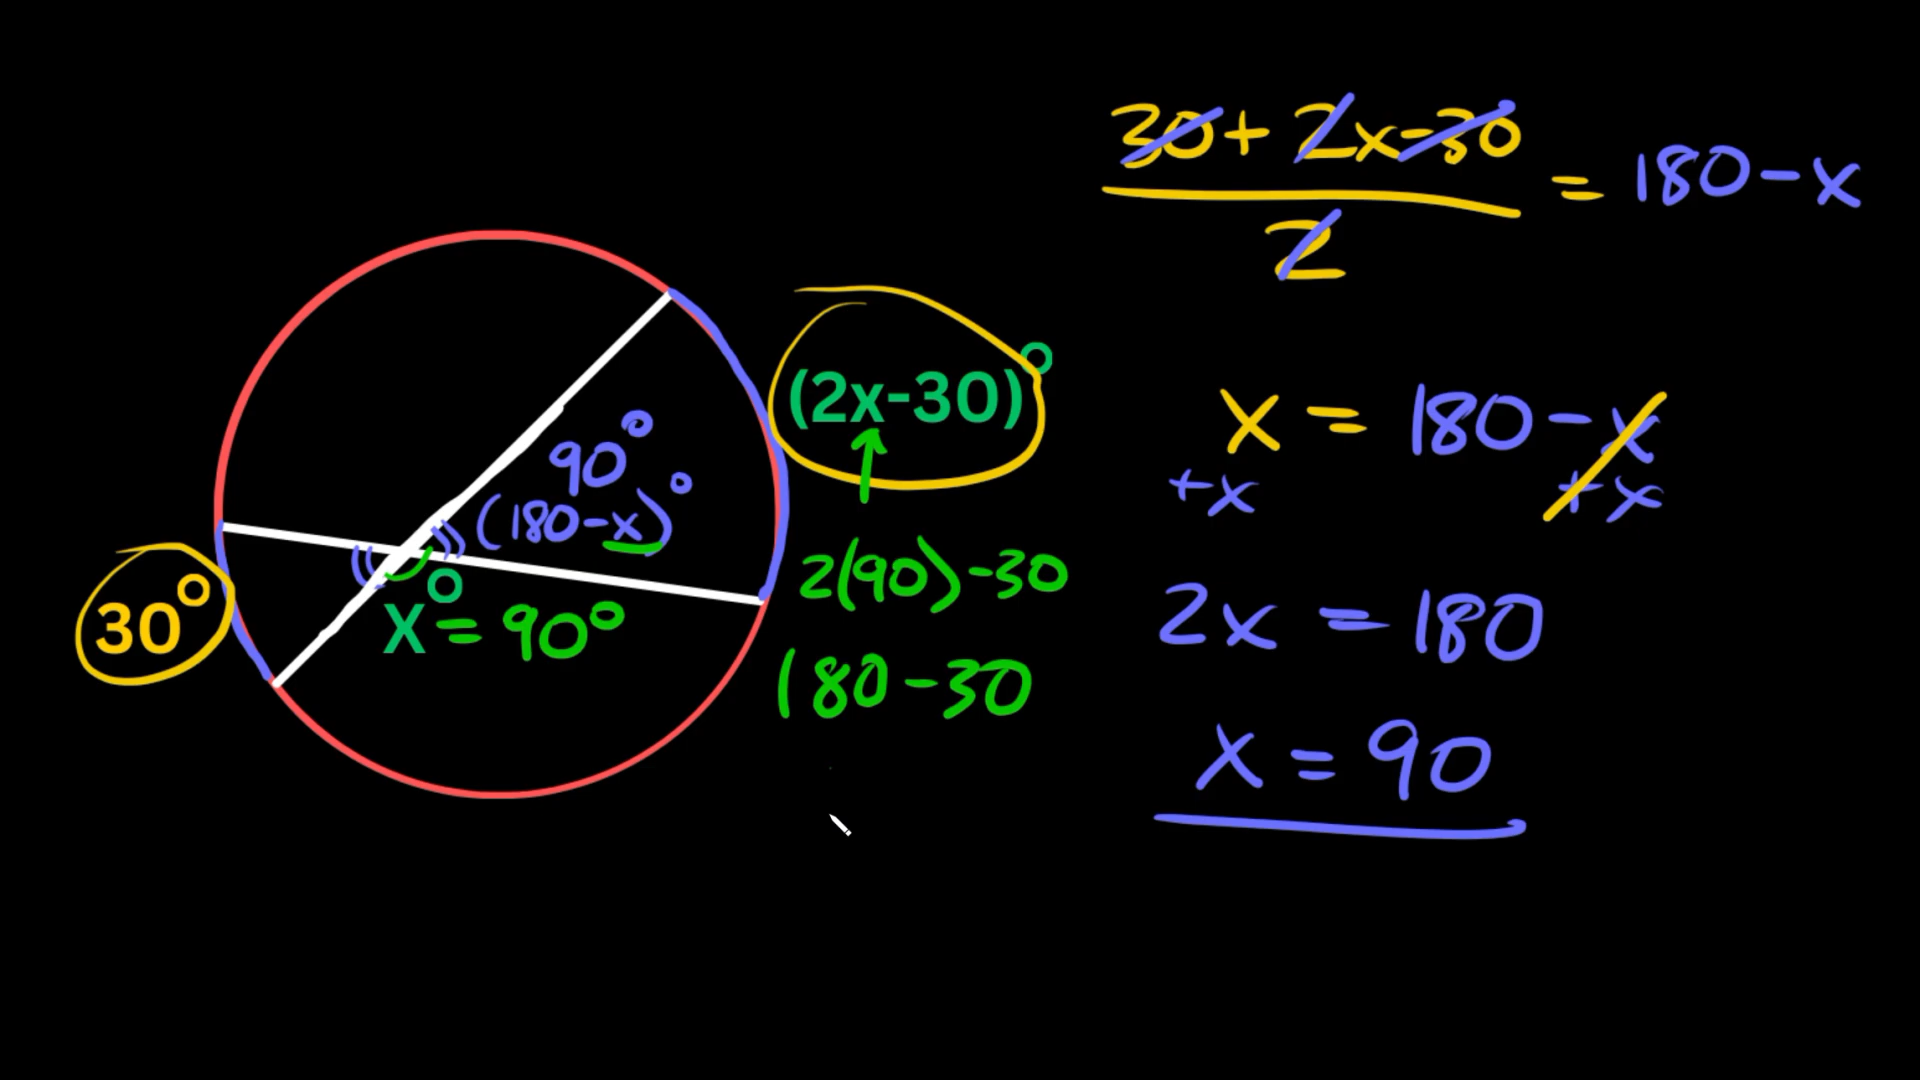 30 + 2x - 30
2
= 180 - x
(2x-30)°
x = 180 - x
+x +x
90°
(180 - x)°
30°
x° = 90°
2(90) - 30
180 - 30
2x = 180
x = 90